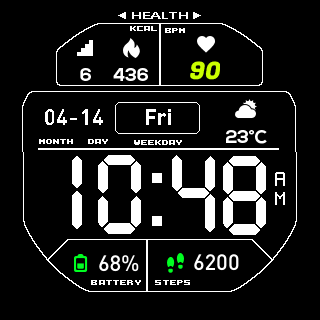 ◀ HEALTH ▶
KCAL BPM
6 436 90
04-14 Fri 23°C
MONTH DAY WEEKDAY
10:48 AM
68% 6200
BATTERY STEPS